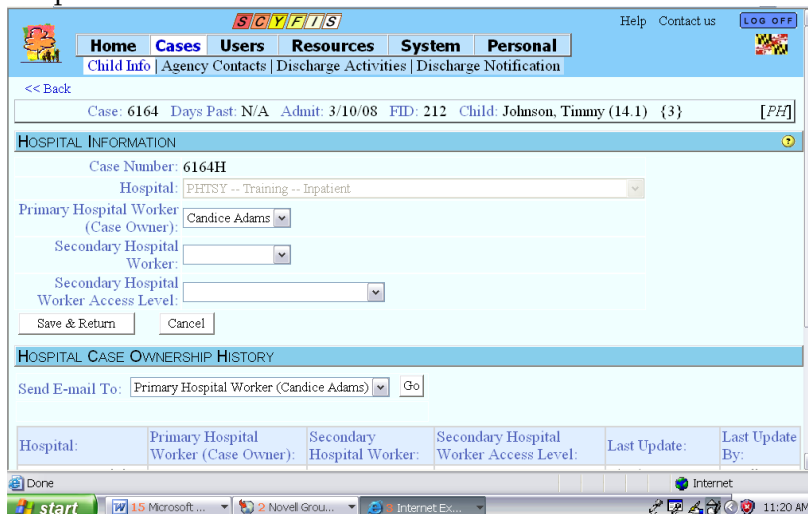 SCYFIS
Help Contact us LOG OFF
Home Cases Users Resources System Personal
Child Info | Agency Contacts | Discharge Activities | Discharge Notification
<< Back
Case: 6164 Days Past: N/A Admit: 3/10/08 FID: 212 Child: Johnson, Timmy (14.1) {3} [PH]
HOSPITAL INFORMATION
Case Number: 6164H
Hospital: PHTSY -- Training -- Inpatient
Primary Hospital Worker
(Case Owner): Candice Adams
Secondary Hospital
Worker:
Secondary Hospital
Worker Access Level:
Save & Return Cancel
HOSPITAL CASE OWNERSHIP HISTORY
Send E-mail To: Primary Hospital Worker (Candice Adams) Go
Hospital: Primary Hospital Worker (Case Owner): Secondary Hospital Worker: Secondary Hospital Worker Access Level: Last Update: Last Update By:
Done Internet
start 15 Microsoft ... 2 Novell Grou... Internet Ex... 11:20 AM